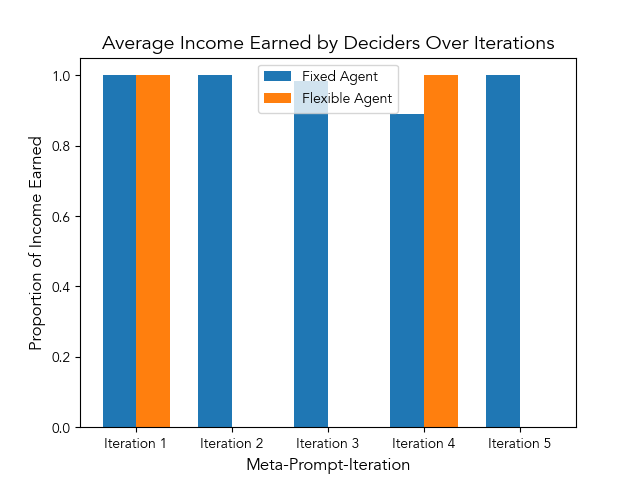 Average Income Earned by Deciders Over Iterations
Fixed Agent
Flexible Agent
Proportion of Income Earned
1.0
0.8
0.6
0.4
0.2
0.0
Iteration 1 Iteration 2 Iteration 3 Iteration 4 Iteration 5
Meta-Prompt-Iteration